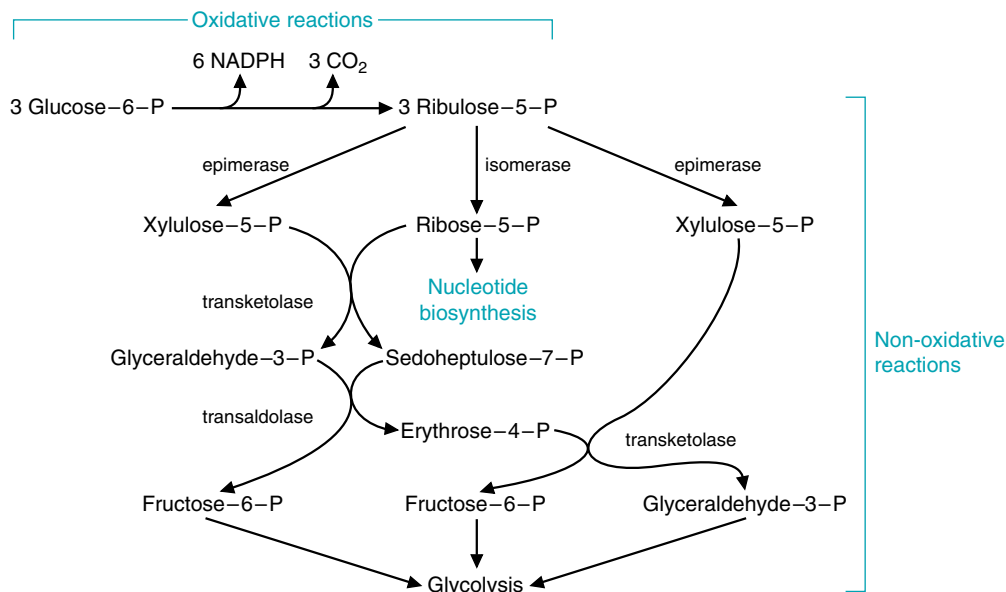 Oxidative reactions
6 NADPH 3 CO₂
3 Glucose–6–P 3 Ribulose–5–P
epimerase isomerase epimerase
Xylulose–5–P Ribose–5–P Xylulose–5–P
Nucleotide
biosynthesis
transketolase
Glyceraldehyde–3–P Sedoheptulose–7–P
Non-oxidative
reactions
transaldolase
Erythrose–4–P
transketolase
Fructose–6–P Fructose–6–P Glyceraldehyde–3–P
Glycolysis